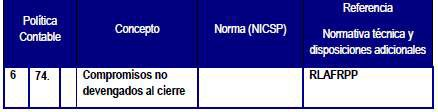 Política
Contable
Concepto
Norma (NICSP)
Referencia
Normativa técnica y
disposiciones adicionales
6 74. Compromisos no
devengados al cierre
RLAFRPP